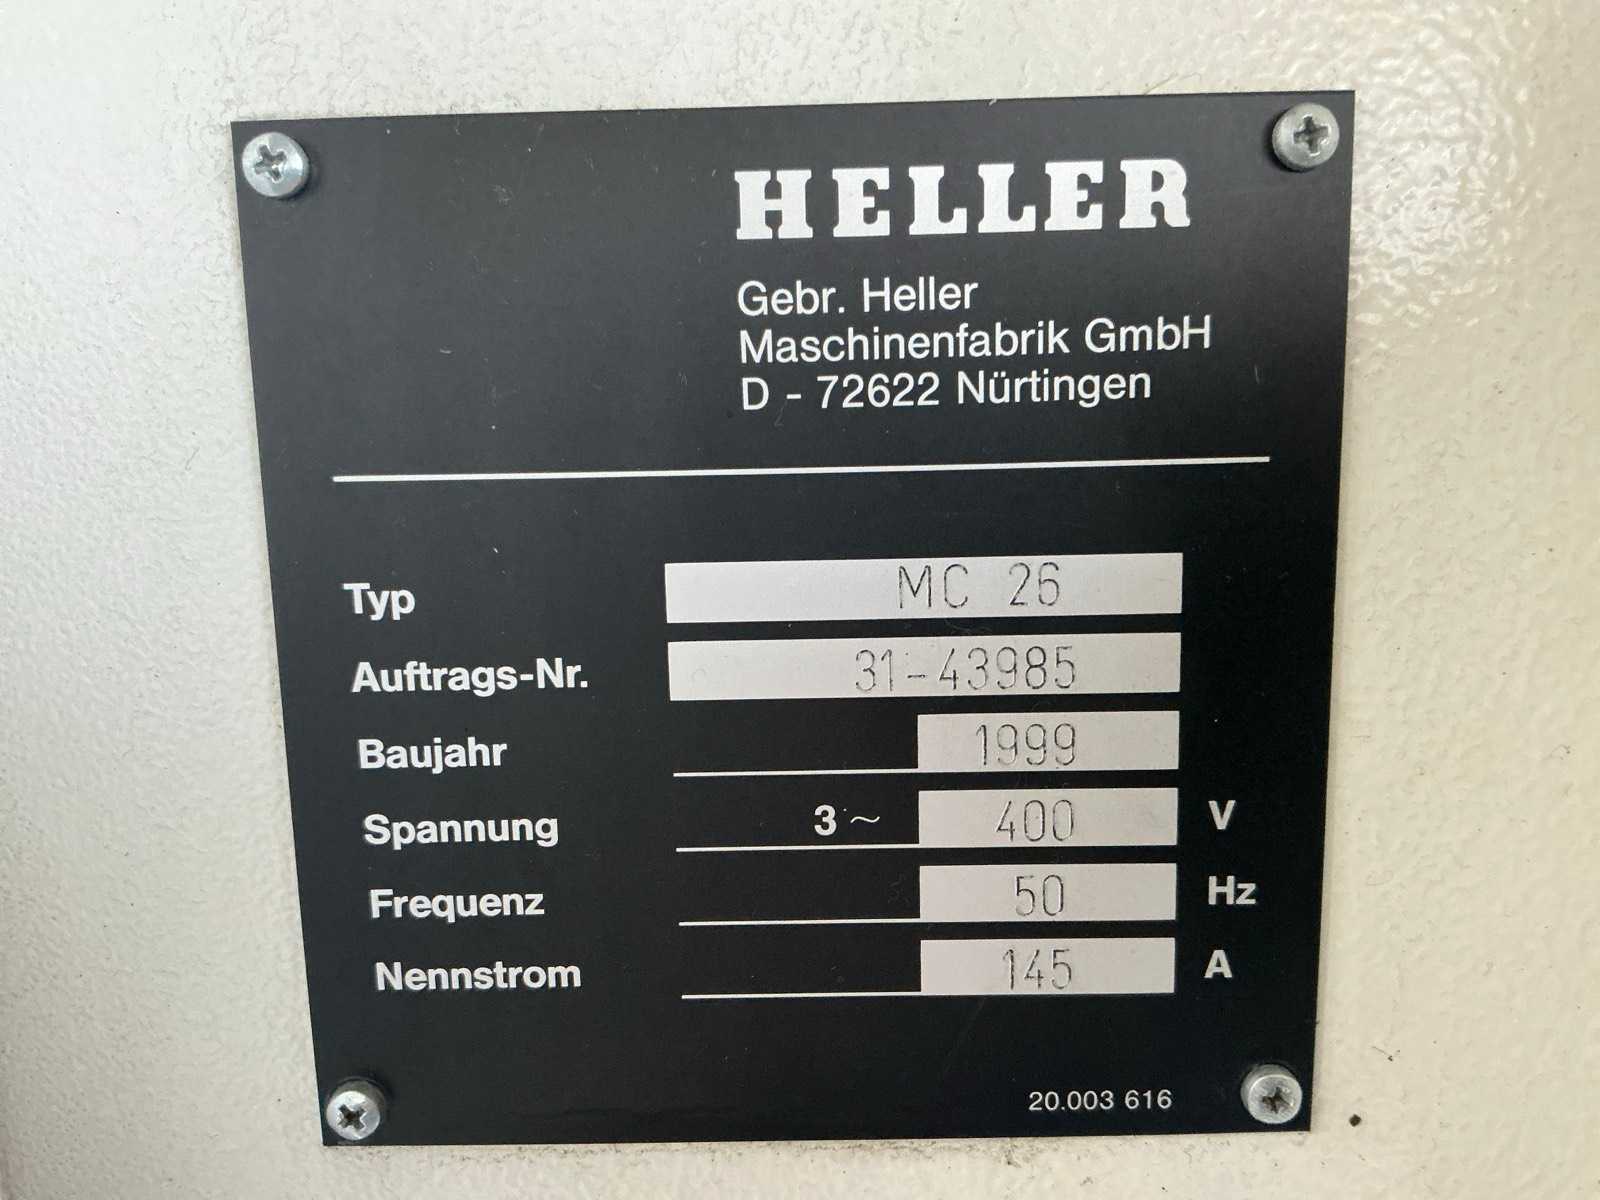 HELLER
Gebr. Heller
Maschinenfabrik GmbH
D - 72622 Nürtingen
Typ MC 26
Auftrags-Nr. 31-43985
Baujahr 1999
Spannung 3 ~ 400 V
Frequenz 50 Hz
Nennstrom 145 A
20.003 616